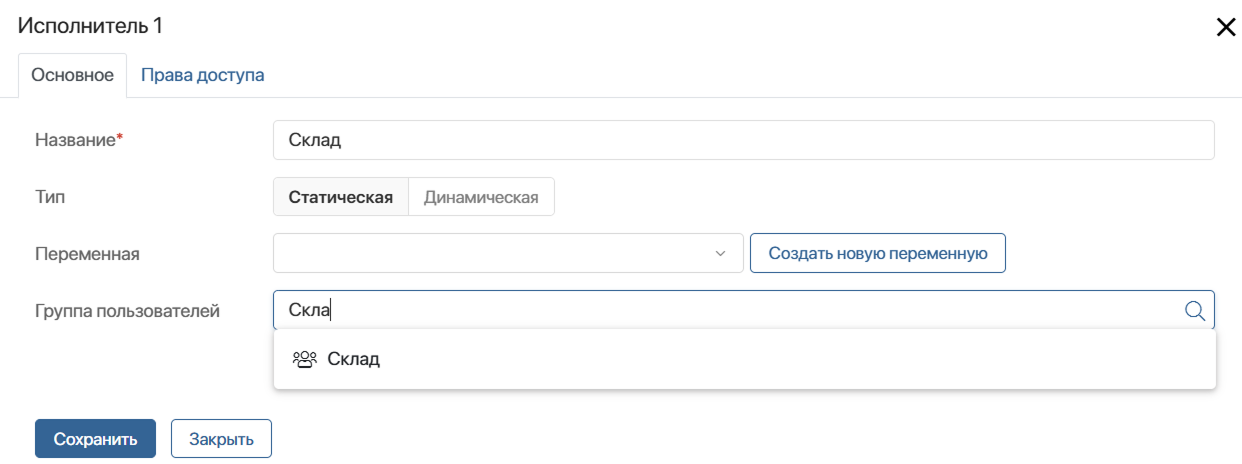 Исполнитель 1
Основное Права доступа
Название* Склад
Тип Статическая Динамическая
Переменная Создать новую переменную
Группа пользователей Скла
Склад
Сохранить Закрыть